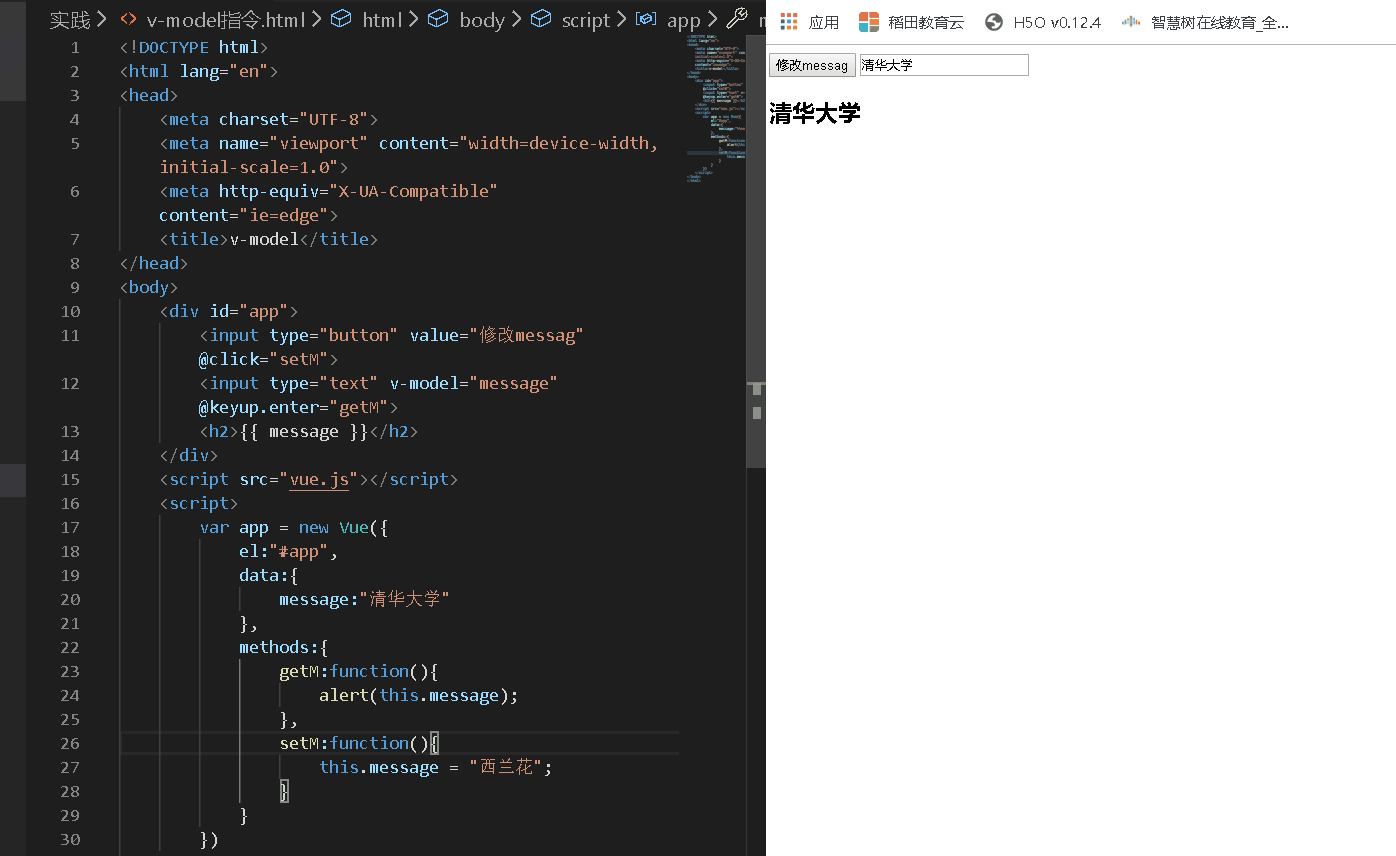 实践 > <> v-model指令.html > html > body > script > app >
1 <!DOCTYPE html>
2 <html lang="en">
3 <head>
4 <meta charset="UTF-8">
5 <meta name="viewport" content="width=device-width,
initial-scale=1.0">
6 <meta http-equiv="X-UA-Compatible"
content="ie=edge">
7 <title>v-model</title>
8 </head>
9 <body>
10 <div id="app">
11 <input type="button" value="修改messag"
@click="setM">
12 <input type="text" v-model="message"
@keyup.enter="getM">
13 <h2>{{ message }}</h2>
14 </div>
15 <script src="vue.js"></script>
16 <script>
17 var app = new Vue({
18 el:"#app",
19 data:{
20 message:"清华大学"
21 },
22 methods:{
23 getM:function(){
24 alert(this.message);
25 },
26 setM:function(){
27 this.message = "西兰花";
28 }
29 }
30 })
应用 稻田教育云 H5O v0.12.4 智慧树在线教育_全...
修改messag 清华大学
清华大学